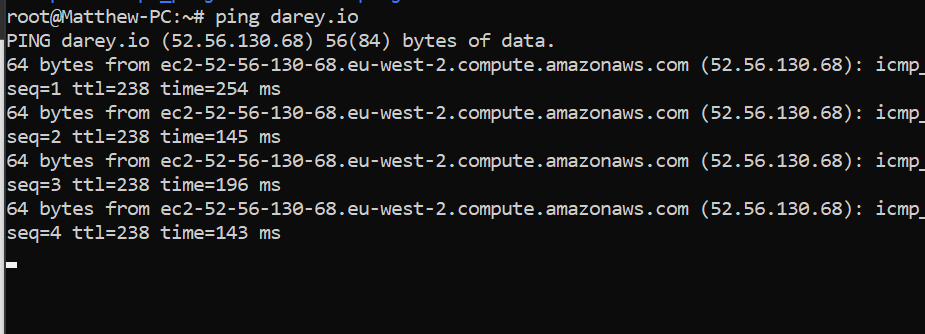 root@Matthew-PC:~# ping darey.io
PING darey.io (52.56.130.68) 56(84) bytes of data.
64 bytes from ec2-52-56-130-68.eu-west-2.compute.amazonaws.com (52.56.130.68): icmp_
seq=1 ttl=238 time=254 ms
64 bytes from ec2-52-56-130-68.eu-west-2.compute.amazonaws.com (52.56.130.68): icmp_
seq=2 ttl=238 time=145 ms
64 bytes from ec2-52-56-130-68.eu-west-2.compute.amazonaws.com (52.56.130.68): icmp_
seq=3 ttl=238 time=196 ms
64 bytes from ec2-52-56-130-68.eu-west-2.compute.amazonaws.com (52.56.130.68): icmp_
seq=4 ttl=238 time=143 ms